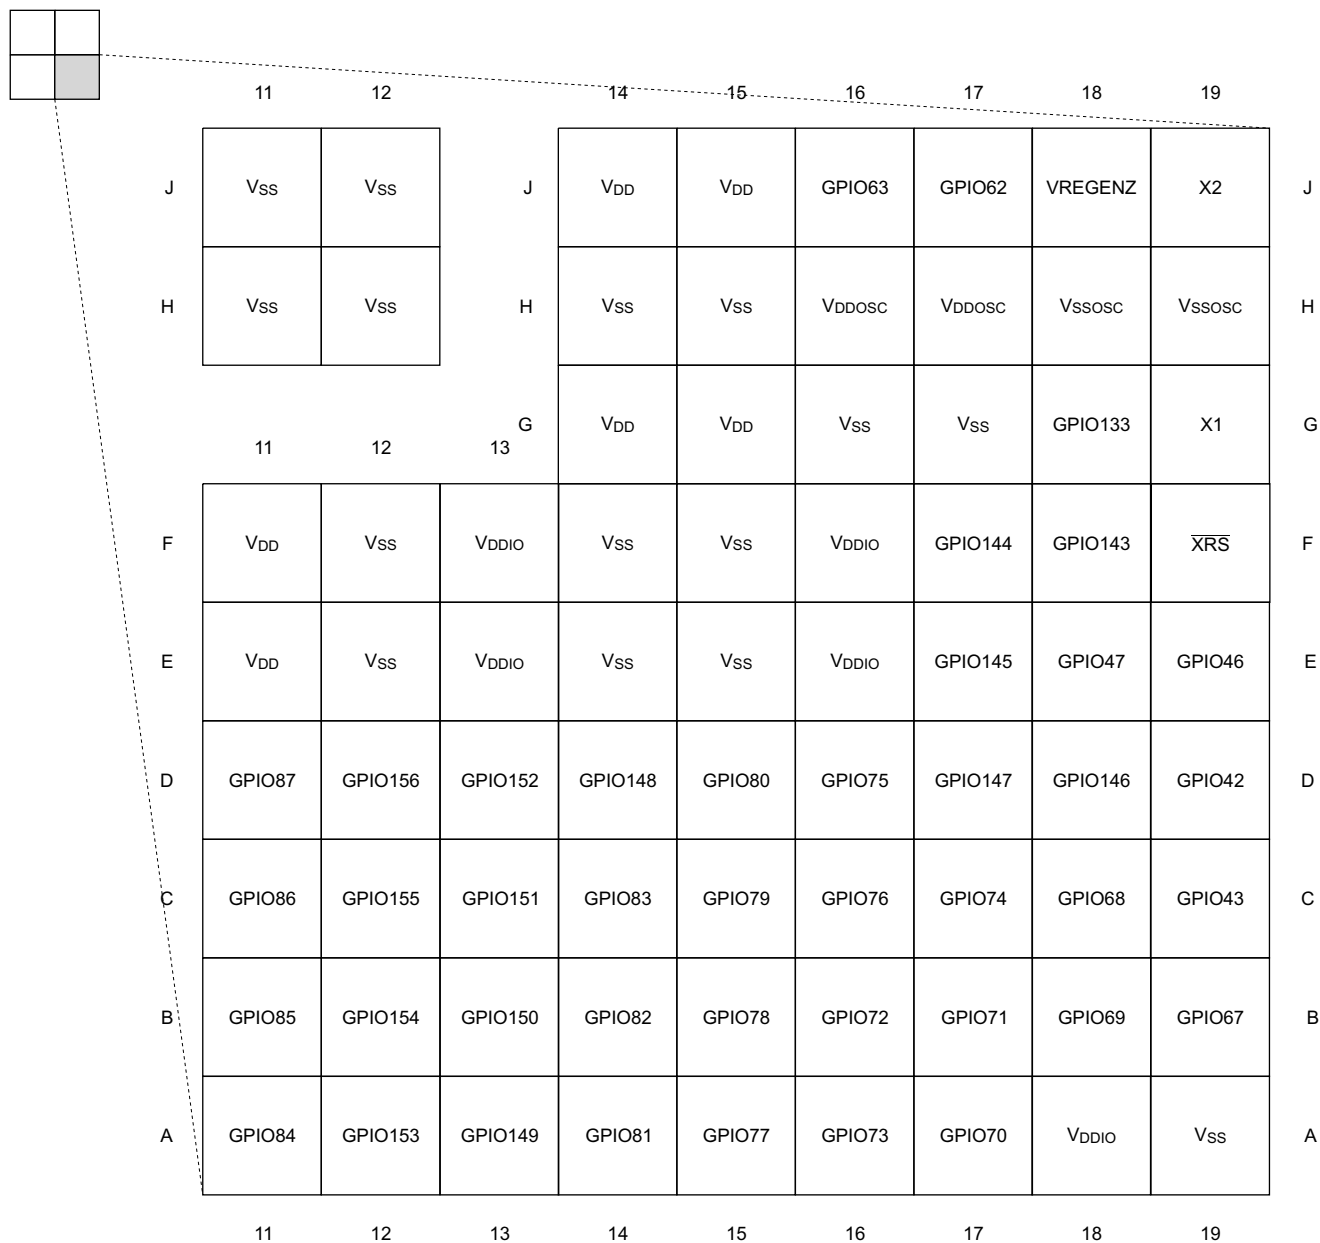 11 12 14 15 16 17 18 19
J VSS VSS J VDD VDD GPIO63 GPIO62 VREGENZ X2 J
H VSS VSS H VSS VSS VDDOSC VDDOSC VSSOSC VSSOSC H
G VDD VDD VSS VSS GPIO133 X1 G
11 12 13
F VDD VSS VDDIO VSS VSS VDDIO GPIO144 GPIO143 XRS F
E VDD VSS VDDIO VSS VSS VDDIO GPIO145 GPIO47 GPIO46 E
D GPIO87 GPIO156 GPIO152 GPIO148 GPIO80 GPIO75 GPIO147 GPIO146 GPIO42 D
C GPIO86 GPIO155 GPIO151 GPIO83 GPIO79 GPIO76 GPIO74 GPIO68 GPIO43 C
B GPIO85 GPIO154 GPIO150 GPIO82 GPIO78 GPIO72 GPIO71 GPIO69 GPIO67 B
A GPIO84 GPIO153 GPIO149 GPIO81 GPIO77 GPIO73 GPIO70 VDDIO VSS A
11 12 13 14 15 16 17 18 19